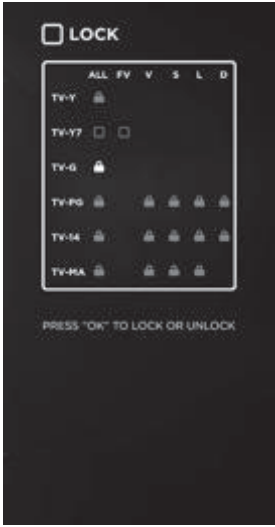 LOCK
ALL FV V S L D
TV-Y
TV-Y7
TV-G
TV-PG
TV-14
TV-MA
PRESS "OK" TO LOCK OR UNLOCK